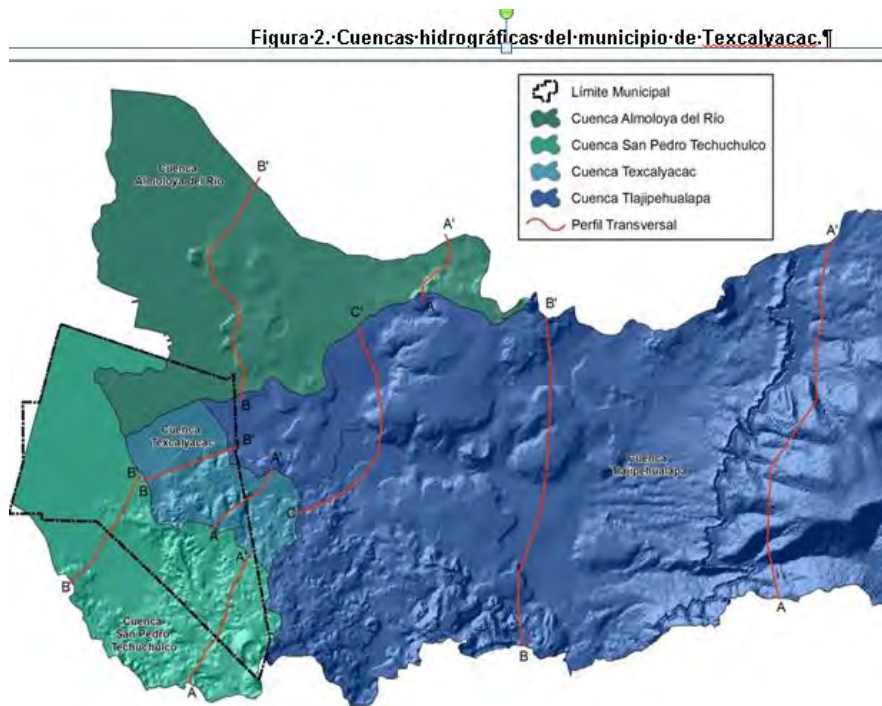 Figura·2.·Cuencas·hidrográficas·del·municipio·de·Texcalyacac.¶
Límite Municipal
Cuenca Almoloya del Río
Cuenca San Pedro Techuchulco
Cuenca Texcalyacac
Cuenca Tlajipehualapa
Perfil Transversal
Cuenca
Almoloya del Río
B'
A'
A'
A
B'
C'
B
Cuenca
Texcalyacac
B'
A'
B'
B
Cuenca
Tlajipehualapa
C
A
A'
B
A
Cuenca
San Pedro
Techuchulco
B
A